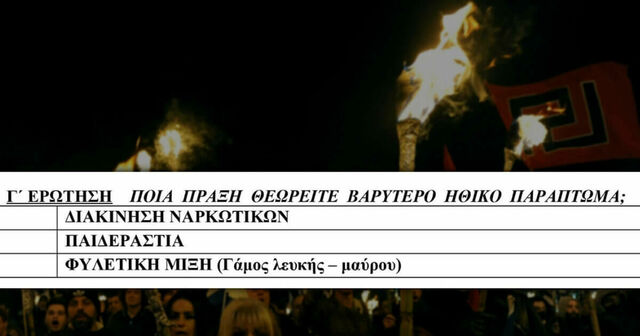 Γ΄ ΕΡΩΤΗΣΗ ΠΟΙΑ ΠΡΑΞΗ ΘΕΩΡΕΙΤΕ ΒΑΡΥΤΕΡΟ ΗΘΙΚΟ ΠΑΡΑΠΤΩΜΑ;
ΔΙΑΚΙΝΗΣΗ ΝΑΡΚΩΤΙΚΩΝ
ΠΑΙΔΕΡΑΣΤΙΑ
ΦΥΛΕΤΙΚΗ ΜΙΞΗ (Γάμος λευκής – μαύρου)